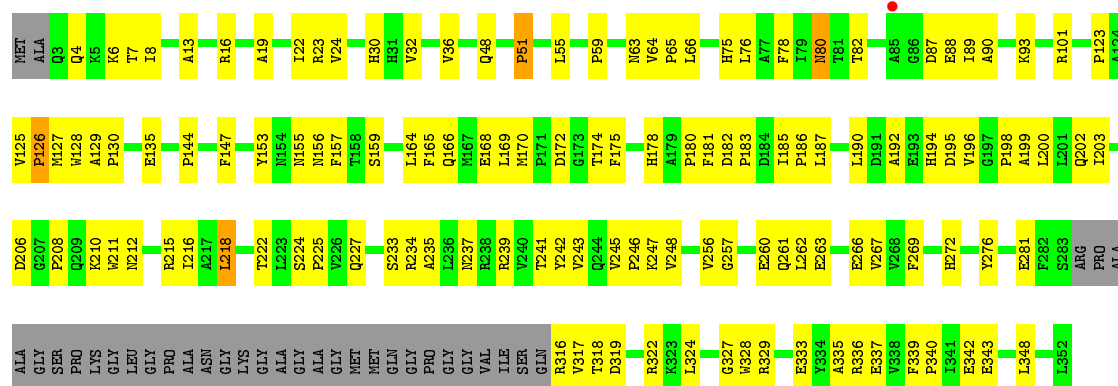 MET ALA Q3 Q4 K5 K6 T7 I8 A13 R16 A19 I22 R23 V24 H30 H31 V32 V36 Q48 P51 L55 P59 N63 V64 P65 L66 H75 L76 A77 F78 I79 N80 T81 T82 A85 G86 D87 E88 I89 A90 K93 R101 P123 A124
V125 P126 M127 W128 A129 P130 E135 P144 F147 Y153 N154 N155 N156 F157 T158 S159 L164 F165 Q166 M167 E168 L169 M170 P171 D172 G173 T174 F175 H178 A179 P180 F181 D182 P183 D184 I185 P186 L187 L190 D191 A192 E193 H194 D195 V196 G197 P198 A199 L200 L201 Q202 I203
D206 G207 P208 Q209 K210 W211 N212 R215 I216 A217 L218 T222 L223 S224 P225 V226 Q227 S233 R234 A235 L236 N237 R238 R239 V240 T241 Y242 V243 Q244 V245 P246 K247 V248 V256 G257 E260 Q261 L262 E263 E266 V267 V268 F269 H272 Y276 E281 F282 S283 ARG PRO ALA
ALA GLY SER PRO LYS GLY LEU GLY PRO ALA ASN GLY LYS GLY ALA GLY ALA GLY MET MET GLN GLY PRO GLY GLY VAL ILE SER GLN R316 V317 T318 D319 R322 K323 L324 G327 W328 R329 E333 Y334 A335 R336 E337 V338 F339 P340 I341 E342 E343 L348 L352